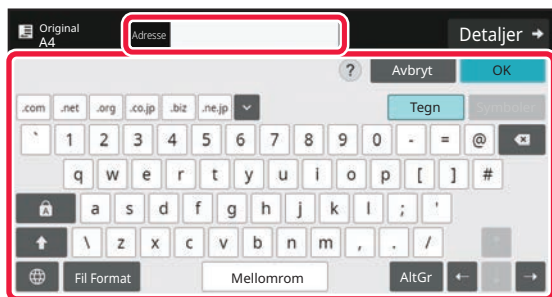 Original
A4
Adresse
Detaljer
? Avbryt OK
.com .net .org .co.jp .biz .ne.jp Tegn Symboler
` 1 2 3 4 5 6 7 8 9 0 - = @
q w e r t y u i o p [ ] #
A a s d f g h j k l ; '
\ z x c v b n m , . /
Fil Format Mellomrom AltGr